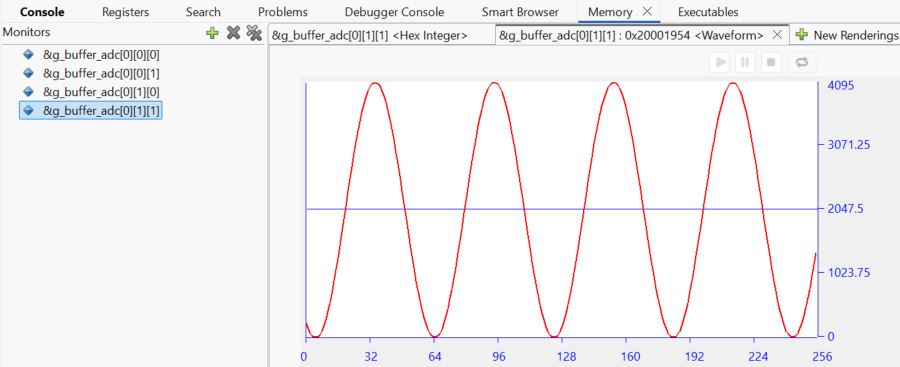 Console Registers Search Problems Debugger Console Smart Browser Memory Executables
Monitors
&g_buffer_adc[0][0][0]
&g_buffer_adc[0][0][1]
&g_buffer_adc[0][1][0]
&g_buffer_adc[0][1][1]
&g_buffer_adc[0][1][1] <Hex Integer> &g_buffer_adc[0][1][1] : 0x20001954 <Waveform> New Renderings.
4095
3071.25
2047.5
1023.75
0
0 32 64 96 128 160 192 224 256